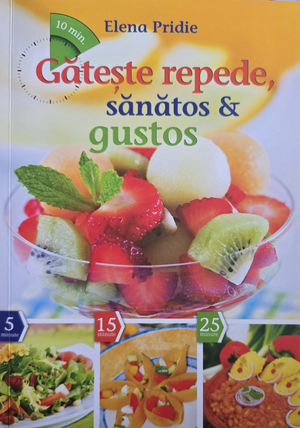 Elena Pridie
10 min.
Gătește repede,
sănătos &
gustos
5
minute
15
minute
25
minute